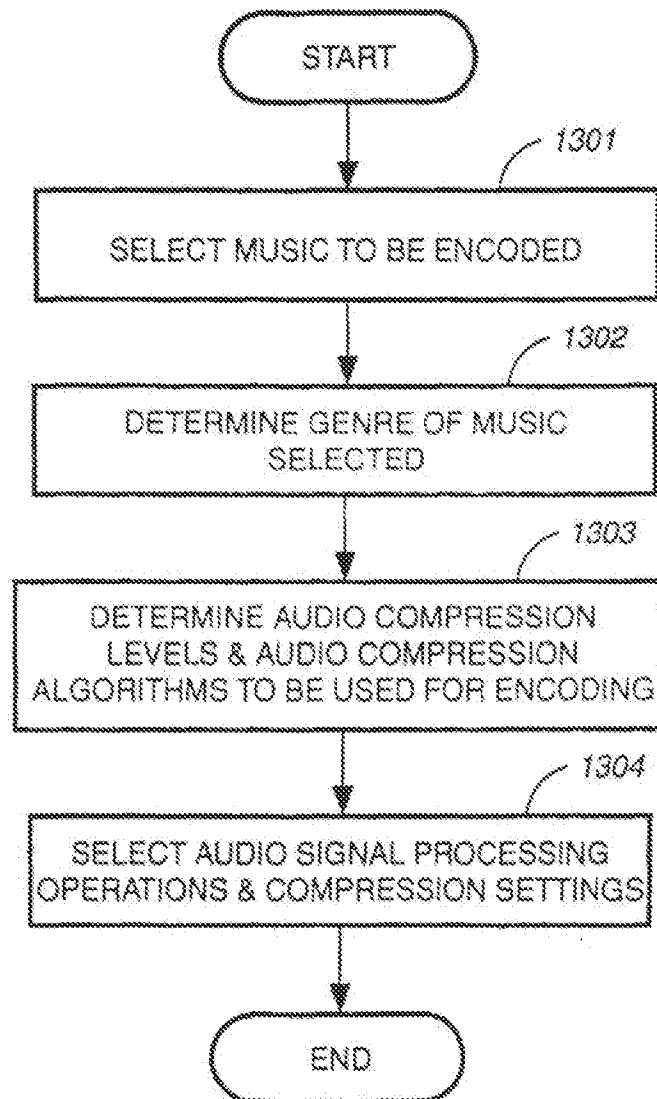 START
1301
SELECT MUSIC TO BE ENCODED
1302
DETERMINE GENRE OF MUSIC
SELECTED
1303
DETERMINE AUDIO COMPRESSION
LEVELS & AUDIO COMPRESSION
ALGORITHMS TO BE USED FOR ENCODING
1304
SELECT AUDIO SIGNAL PROCESSING
OPERATIONS & COMPRESSION SETTINGS
END